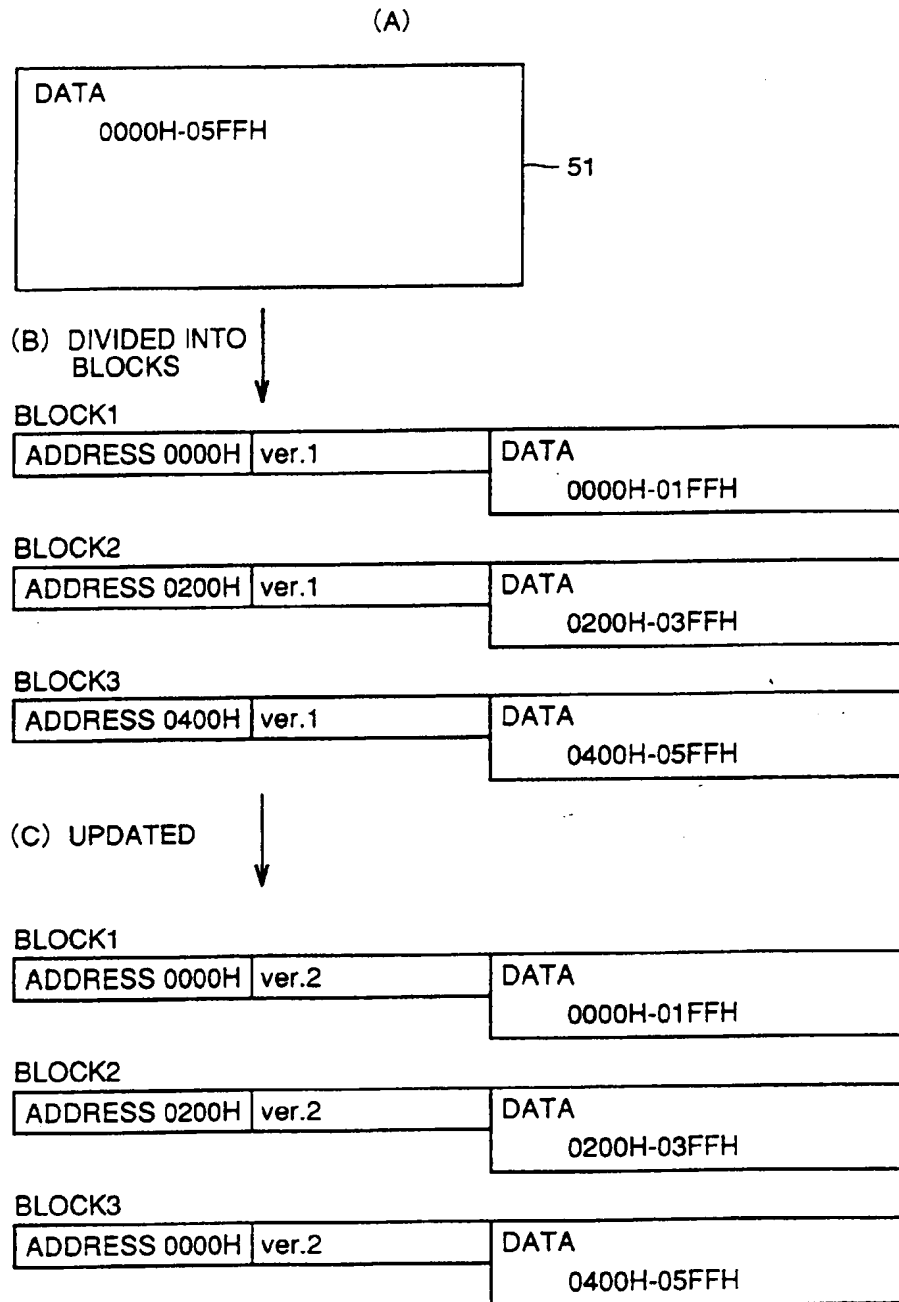 (A)
DATA
0000H-05FFH
51
(B) DIVIDED INTO
BLOCKS
BLOCK1
ADDRESS 0000H ver.1 DATA
0000H-01FFH
BLOCK2
ADDRESS 0200H ver.1 DATA
0200H-03FFH
BLOCK3
ADDRESS 0400H ver.1 DATA
0400H-05FFH
(C) UPDATED
BLOCK1
ADDRESS 0000H ver.2 DATA
0000H-01FFH
BLOCK2
ADDRESS 0200H ver.2 DATA
0200H-03FFH
BLOCK3
ADDRESS 0000H ver.2 DATA
0400H-05FFH